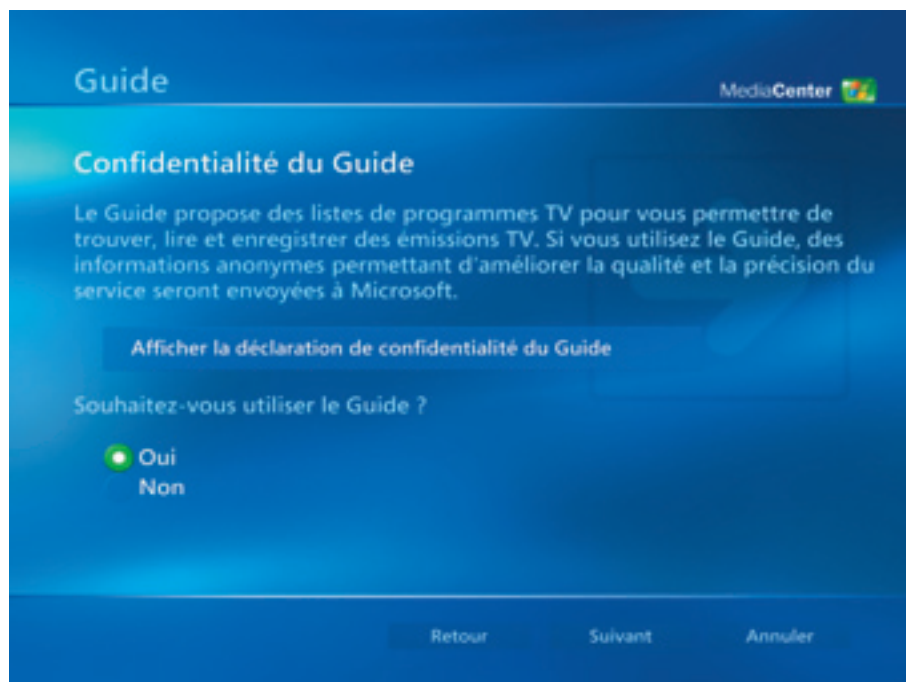 Guide
MediaCenter
Confidentialité du Guide
Le Guide propose des listes de programmes TV pour vous permettre de
trouver, lire et enregistrer des émissions TV. Si vous utilisez le Guide, des
informations anonymes permettant d'améliorer la qualité et la précision du
service seront envoyées à Microsoft.
Afficher la déclaration de confidentialité du Guide
Souhaitez-vous utiliser le Guide ?
Oui
Non
Retour Suivant Annuler